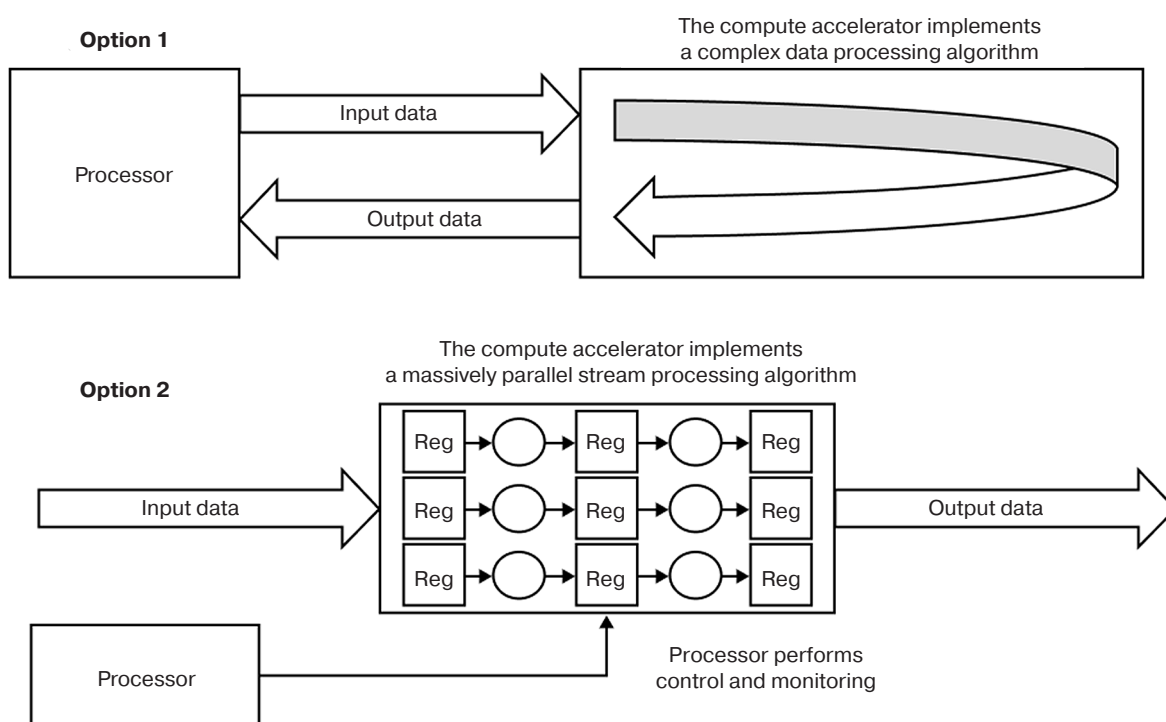 Option 1
The compute accelerator implements
a complex data processing algorithm
Processor
Input data
Output data
Option 2
The compute accelerator implements
a massively parallel stream processing algorithm
Input data
Reg
Reg
Reg
Reg
Reg
Reg
Reg
Reg
Reg
Output data
Processor
Processor performs
control and monitoring